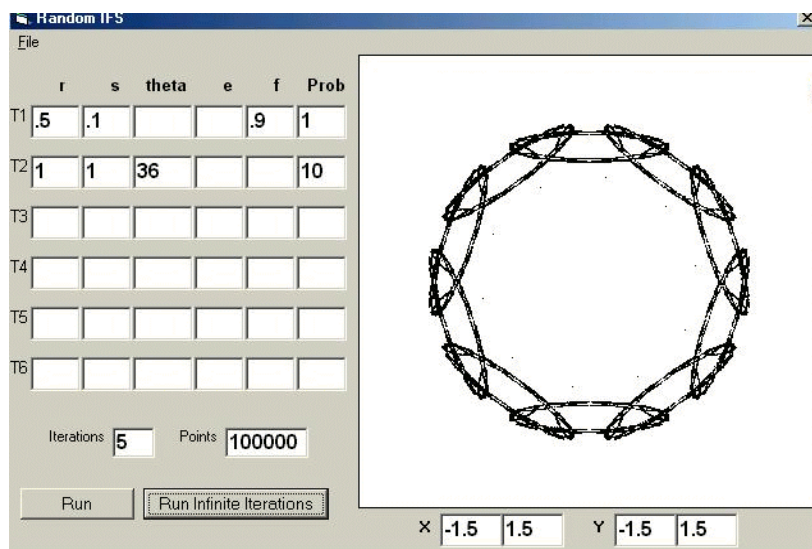 Random IFS
File
r s theta e f Prob
T1 .5 .1 .9 1
T2 1 1 36 10
T3
T4
T5
T6
Iterations 5 Points 100000
Run Run Infinite Iterations
X -1.5 1.5 Y -1.5 1.5